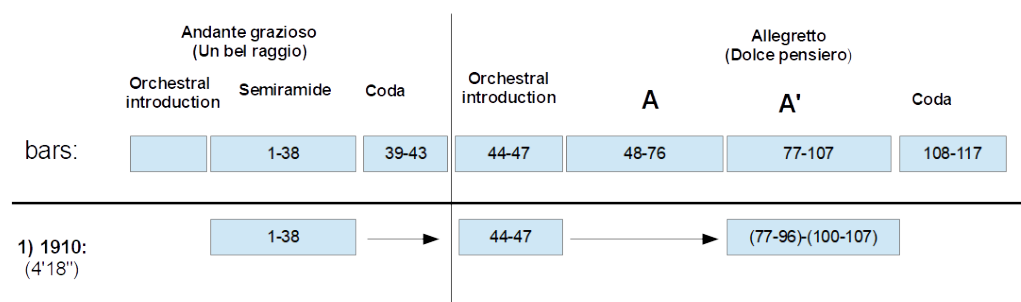 Andante grazioso
(Un bel raggio)
Allegretto
(Dolce pensiero)
Orchestral
introduction
Semiramide
Coda
Orchestral
introduction
A
A'
Coda
bars:
1-38
39-43
44-47
48-76
77-107
108-117
1) 1910:
(4'18")
1-38
44-47
(77-96)-(100-107)